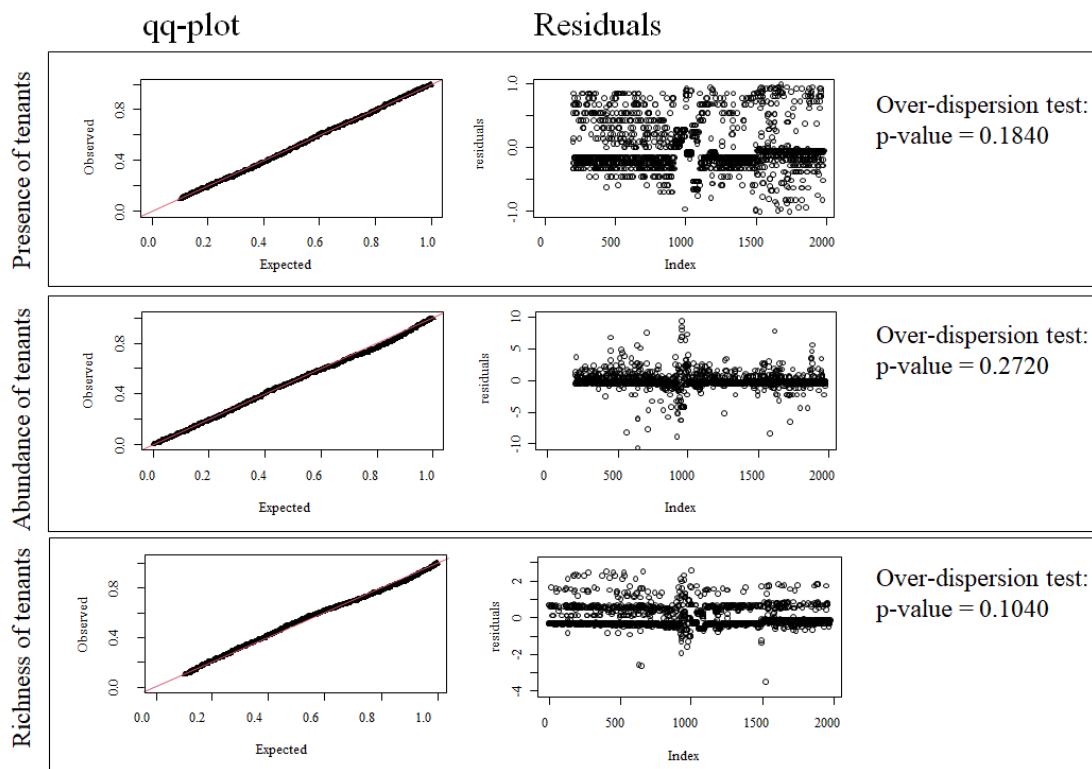 qq-plot
Residuals
Presence of tenants
Observed
0.0
0.4
0.8
0.0 0.2 0.4 0.6 0.8 1.0
Expected
residuals
1.0
0.0
-1.0
0 500 1000 1500 2000
Index
Over-dispersion test:
p-value = 0.1840
Abundance of tenants
Observed
0.0
0.4
0.8
0.0 0.2 0.4 0.6 0.8 1.0
Expected
residuals
10
5
0
-5
-10
0 500 1000 1500 2000
Index
Over-dispersion test:
p-value = 0.2720
Richness of tenants
Observed
0.0
0.4
0.8
0.0 0.2 0.4 0.6 0.8 1.0
Expected
residuals
2
0
-2
-4
0 500 1000 1500 2000
Index
Over-dispersion test:
p-value = 0.1040